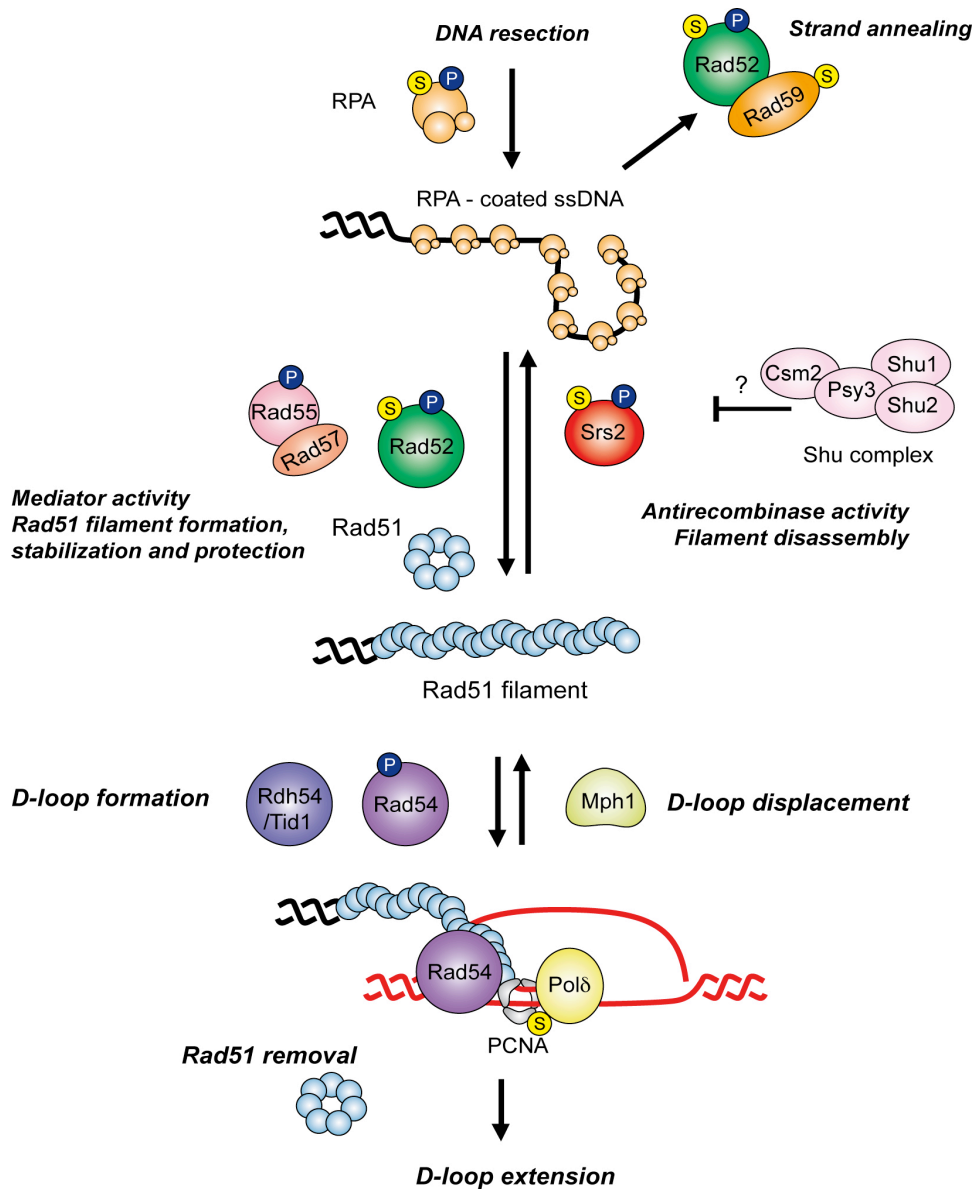 DNA resection
S
P
RPA
S
P
Rad52
Rad59
S
Strand annealing
RPA - coated ssDNA
P
Rad55
Rad57
S
P
Rad52
S
P
Srs2
?
Csm2
Psy3
Shu1
Shu2
Shu complex
Mediator activity
Rad51 filament formation,
stabilization and protection
Rad51
Antirecombinase activity
Filament disassembly
Rad51 filament
D-loop formation
Rdh54
/Tid1
P
Rad54
Mph1
D-loop displacement
Rad54
Polδ
S
PCNA
Rad51 removal
D-loop extension